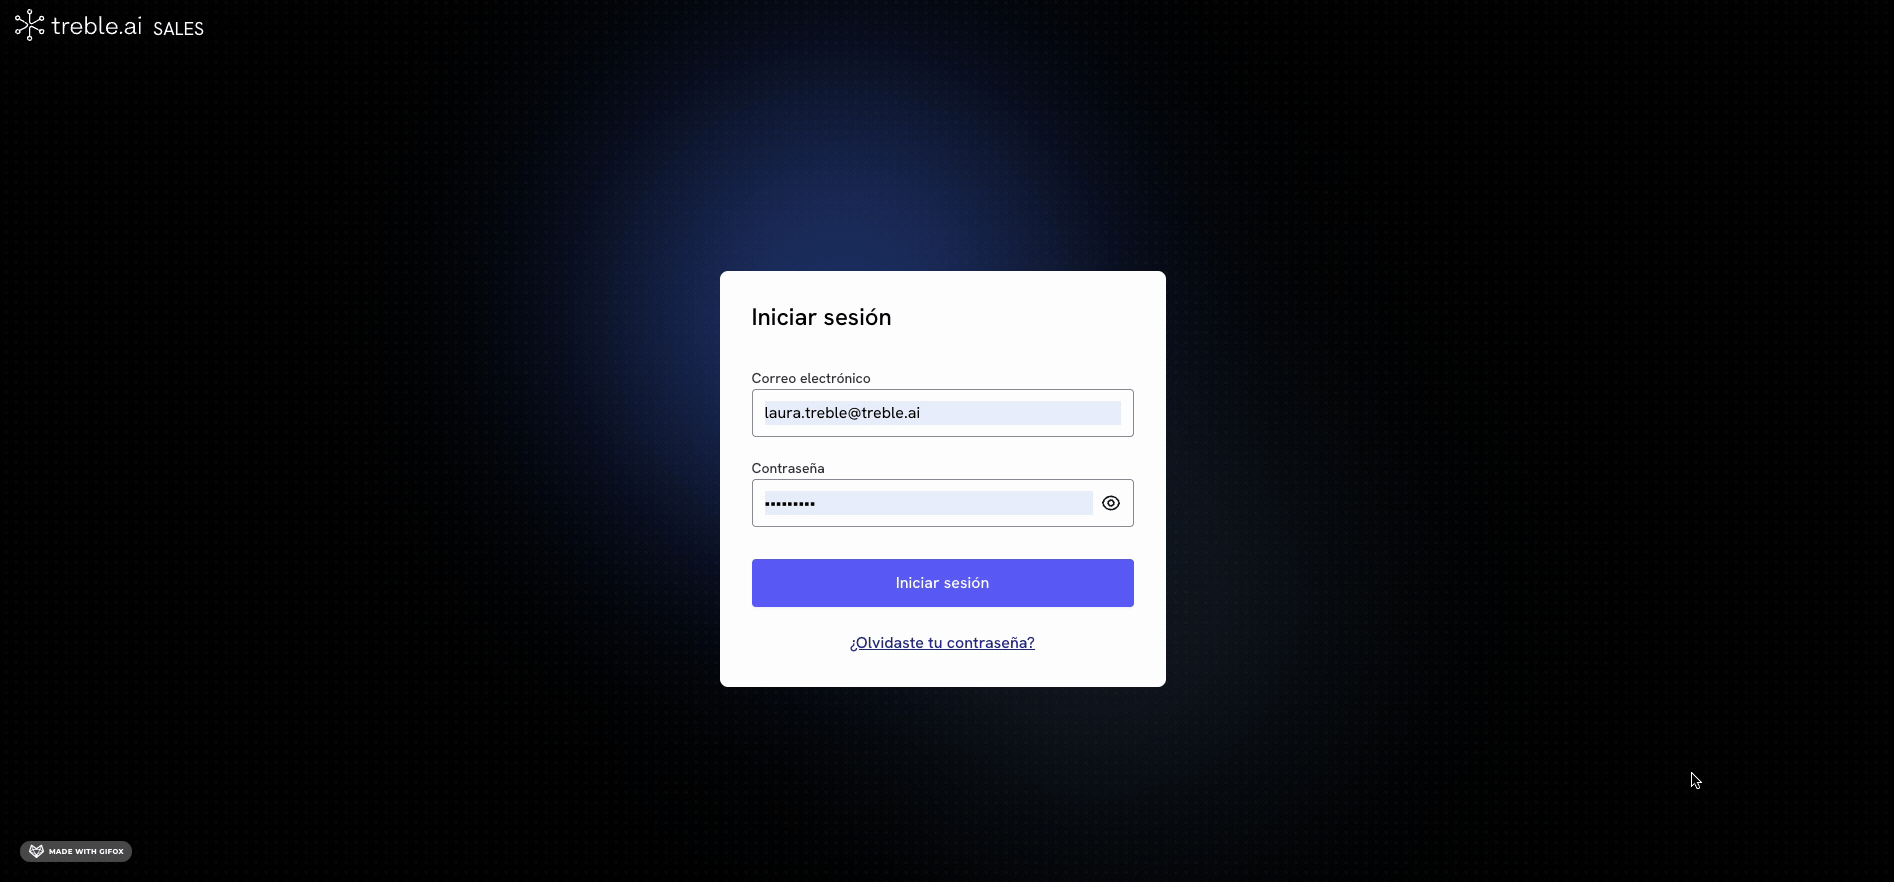 treble.ai SALES
Iniciar sesión
Correo electrónico
laura.treble@treble.ai
Contraseña
•••••••••
Iniciar sesión
¿Olvidaste tu contraseña?
MADE WITH GIFOX